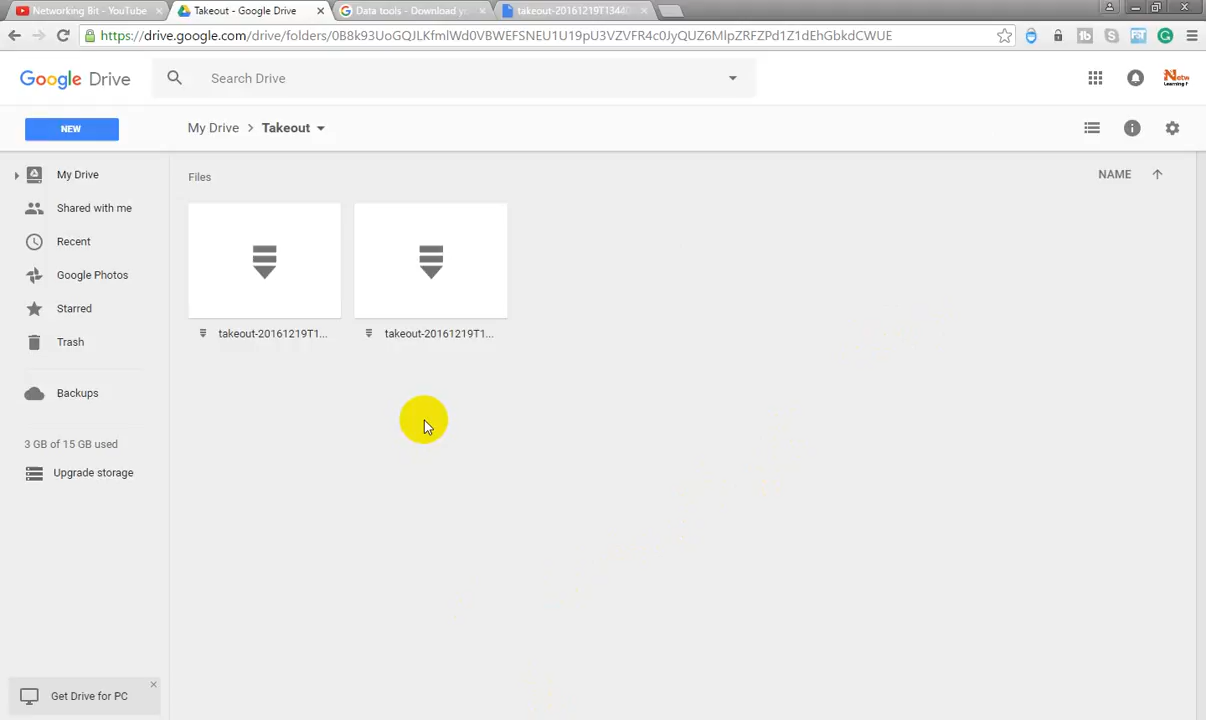 Networking Bit - YouTube
Takeout - Google Drive
Data tools - Download yo
takeout-20161219T1344
https://drive.google.com/drive/folders/0B8k93UoGQJLKfmlWd0VBWEFSNEU1U19pU3VZVFR4c0JyQUZ6MlpZRFZPd1Z1dEhGbkdCWUE
Google Drive
Search Drive
NEW
My Drive > Takeout
My Drive
Shared with me
Recent
Google Photos
Starred
Trash
Backups
3 GB of 15 GB used
Upgrade storage
Get Drive for PC
Files
NAME
takeout-20161219T1...
takeout-20161219T1...